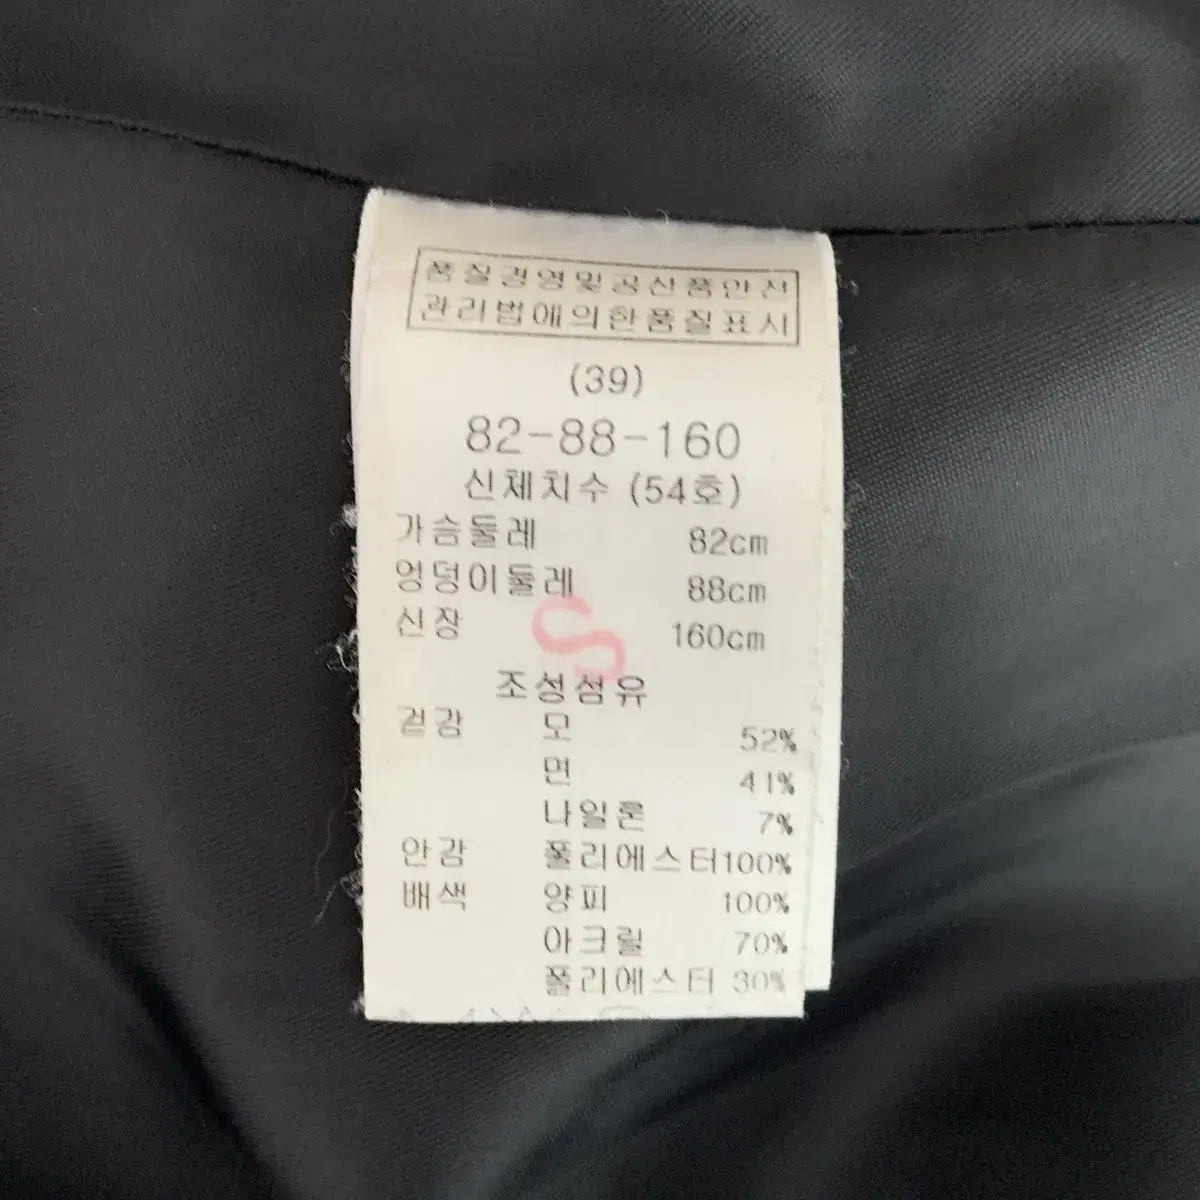 품질경영및공산품안전
관리법에의한품질표시
(39)
82-88-160
신체치수 (54호)
가슴둘레 82cm
엉덩이둘레 88cm
신장 160cm
S
조성섬유
겉감 모 52%
면 41%
나일론 7%
안감 폴리에스터100%
배색 양피 100%
아크릴 70%
폴리에스터 30%